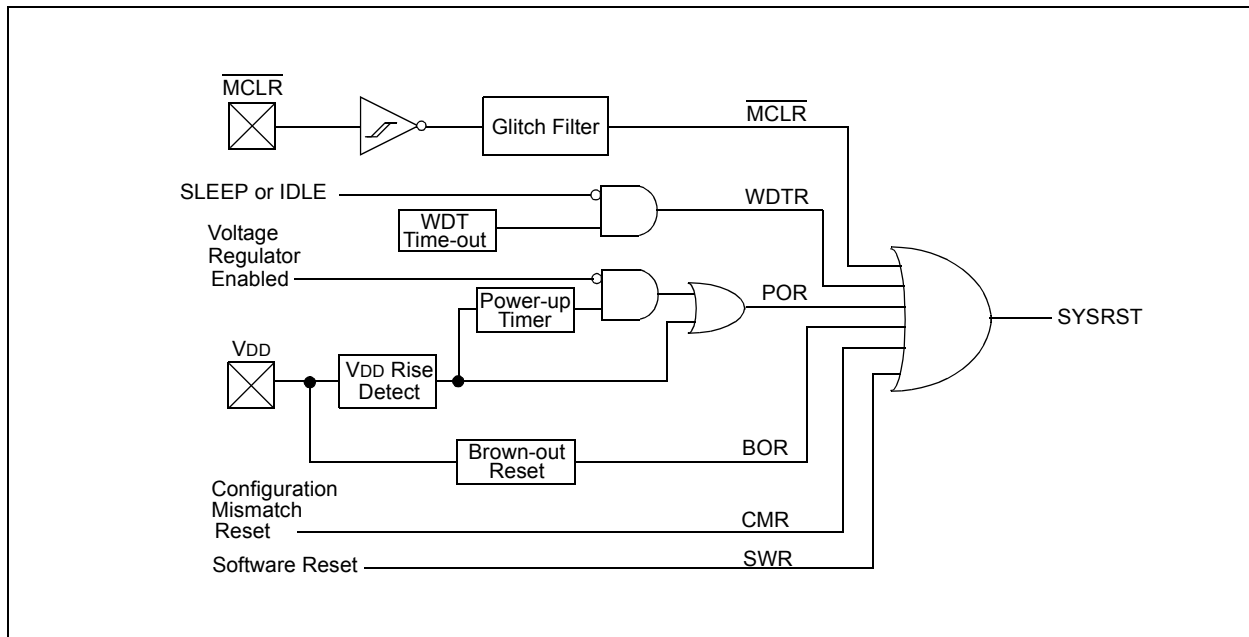 MCLR
Glitch Filter
MCLR
SLEEP or IDLE
WDT
Time-out
WDTR
Voltage
Regulator
Enabled
Power-up
Timer
POR
SYSRST
VDD
VDD Rise
Detect
Brown-out
Reset
BOR
Configuration
Mismatch
Reset
CMR
Software Reset
SWR